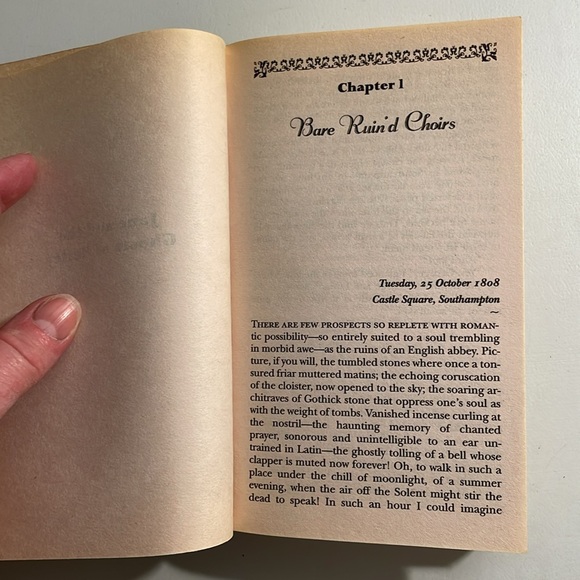 Chapter 1
Bare Ruin'd Choirs
Tuesday, 25 October 1808
Castle Square, Southampton
~
THERE ARE FEW PROSPECTS SO REPLETE WITH ROMAN-
tic possibility—so entirely suited to a soul trembling
in morbid awe—as the ruins of an English abbey. Pic-
ture, if you will, the tumbled stones where once a ton-
sured friar muttered matins; the echoing coruscation
of the cloister, now opened to the sky; the soaring ar-
chitraves of Gothick stone that oppress one's soul as
with the weight of tombs. Vanished incense curling at
the nostril—the haunting memory of chanted
prayer, sonorous and unintelligible to an ear un-
trained in Latin—the ghostly tolling of a bell whose
clapper is muted now forever! Oh, to walk in such a
place under the chill of moonlight, of a summer
evening, when the air off the Solent might stir the
dead to speak! In such an hour I could imagine